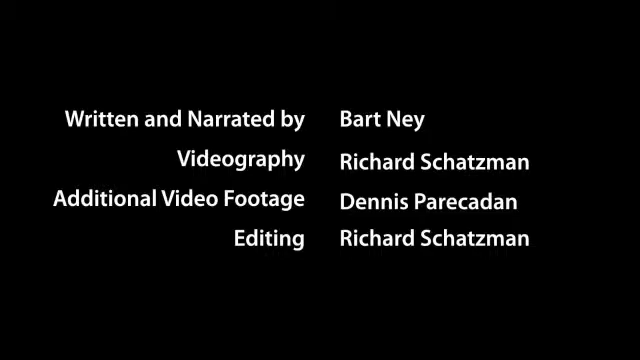 Written and Narrated by Bart Ney
Videography Richard Schatzman
Additional Video Footage Dennis Parecadan
Editing Richard Schatzman